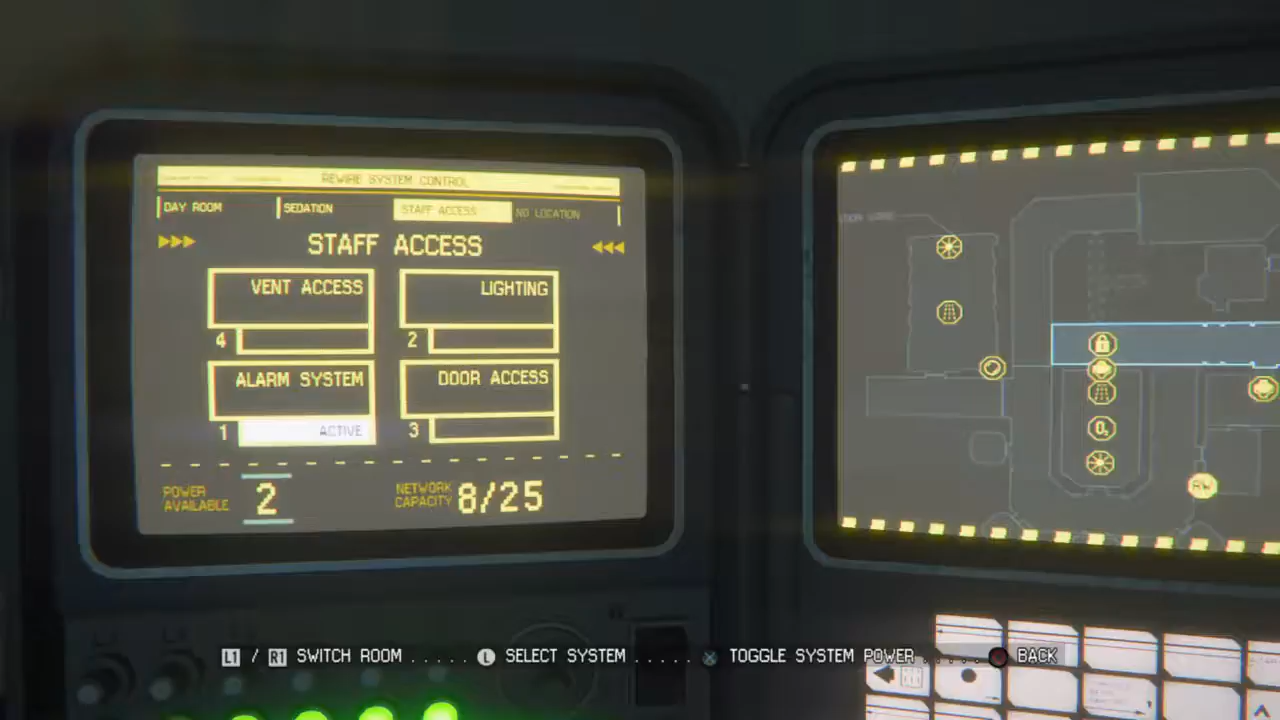 REWIRE SYSTEM CONTROL
DAY ROOM
SEDATION
STAFF ACCESS
NO LOCATION
STAFF ACCESS
VENT ACCESS
4
LIGHTING
2
ALARM SYSTEM
1
ACTIVE
DOOR ACCESS
3
POWER AVAILABLE
2
NETWORK CAPACITY
8/25
O₂
RW
L1 / R1 SWITCH ROOM ..... L SELECT SYSTEM ..... X TOGGLE SYSTEM POWER ..... BACK